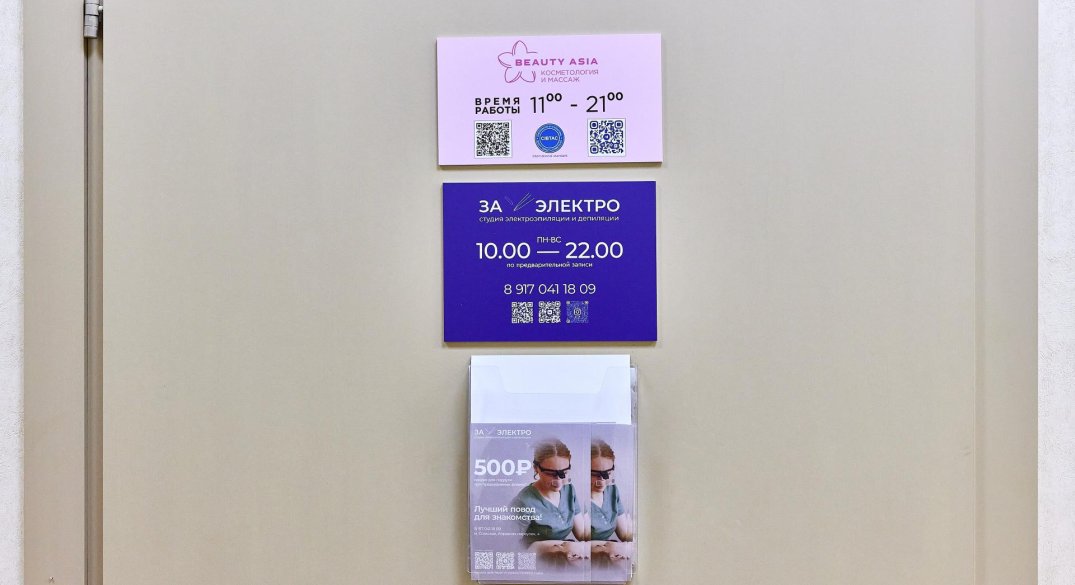 BEAUTY ASIA
КОСМЕТОЛОГИЯ
И МАССАЖ
ВРЕМЯ
РАБОТЫ
11⁰⁰ - 21⁰⁰
CIBTAC
ЗА ЭЛЕКТРО
студия электроэпиляции и депиляции
ПН-ВС
10.00 — 22.00
по предварительной записи
8 917 041 18 09
ЗА ЭЛЕКТРО
500₽
Лучший повод
для знакомства!